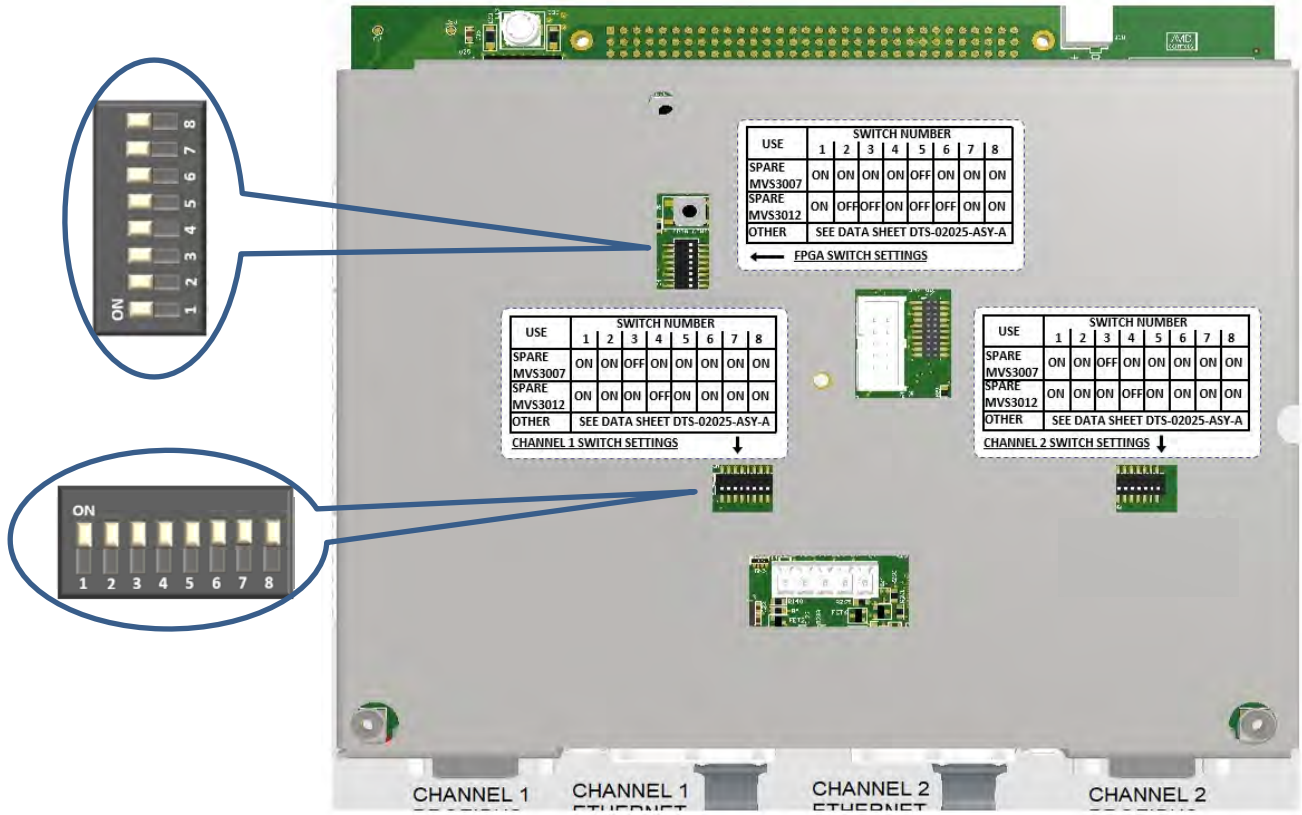 8
7
6
5
4
3
2
1
ON
USE SWITCH NUMBER
1 2 3 4 5 6 7 8
SPARE MVS3007 ON ON ON ON OFF ON ON ON
SPARE MVS3012 ON OFF OFF ON OFF OFF ON ON
OTHER SEE DATA SHEET DTS-02025-ASY-A
FPGA SWITCH SETTINGS
USE SWITCH NUMBER
1 2 3 4 5 6 7 8
SPARE MVS3007 ON ON OFF ON ON ON ON ON
SPARE MVS3012 ON ON ON OFF ON ON ON ON
OTHER SEE DATA SHEET DTS-02025-ASY-A
CHANNEL 1 SWITCH SETTINGS
USE SWITCH NUMBER
1 2 3 4 5 6 7 8
SPARE MVS3007 ON ON OFF ON ON ON ON ON
SPARE MVS3012 ON ON ON OFF ON ON ON ON
OTHER SEE DATA SHEET DTS-02025-ASY-A
CHANNEL 2 SWITCH SETTINGS
ON
1 2 3 4 5 6 7 8
CHANNEL 1
CHANNEL 1
ETHERNET
CHANNEL 2
ETHERNET
CHANNEL 2